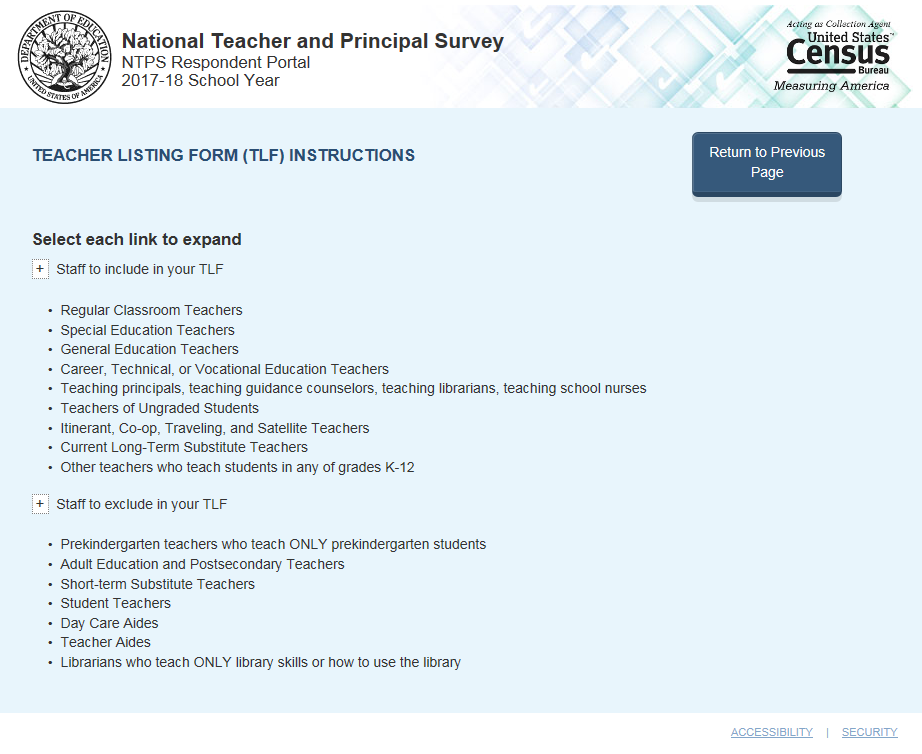 DEPARTMENT OF EDUCATION
UNITED STATES OF AMERICA
National Teacher and Principal Survey
NTPS Respondent Portal
2017-18 School Year
Acting as Collection Agent
United States™
Census
Bureau
Measuring America
TEACHER LISTING FORM (TLF) INSTRUCTIONS
Return to Previous
Page
Select each link to expand
+ Staff to include in your TLF
• Regular Classroom Teachers
• Special Education Teachers
• General Education Teachers
• Career, Technical, or Vocational Education Teachers
• Teaching principals, teaching guidance counselors, teaching librarians, teaching school nurses
• Teachers of Ungraded Students
• Itinerant, Co-op, Traveling, and Satellite Teachers
• Current Long-Term Substitute Teachers
• Other teachers who teach students in any of grades K-12
+ Staff to exclude in your TLF
• Prekindergarten teachers who teach ONLY prekindergarten students
• Adult Education and Postsecondary Teachers
• Short-term Substitute Teachers
• Student Teachers
• Day Care Aides
• Teacher Aides
• Librarians who teach ONLY library skills or how to use the library
ACCESSIBILITY | SECURITY